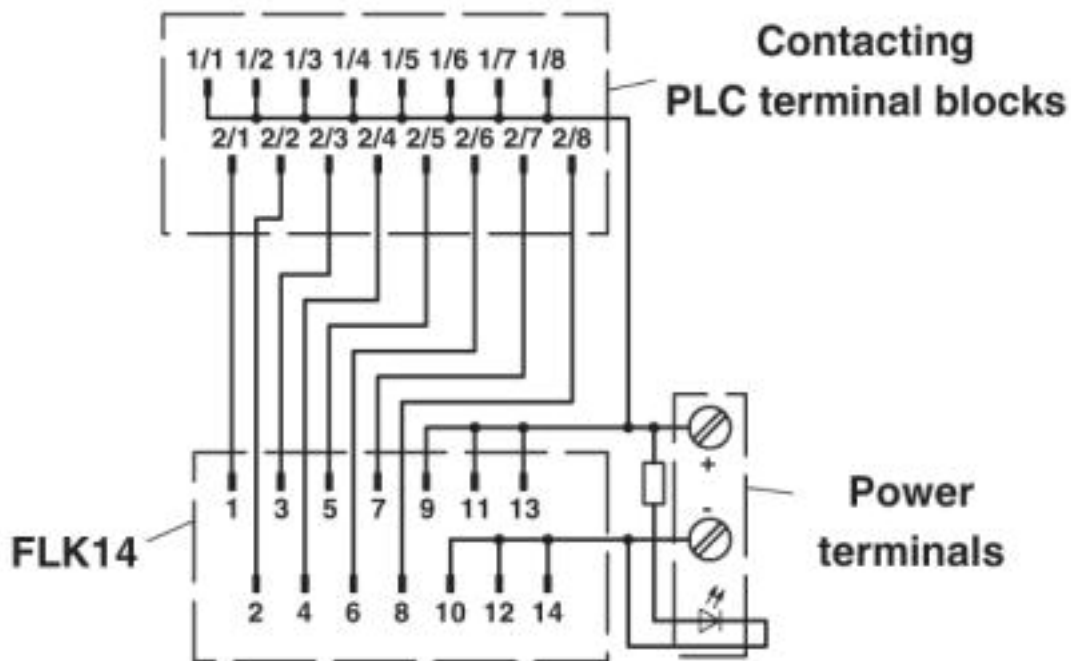 Contacting
PLC terminal blocks
1/1 1/2 1/3 1/4 1/5 1/6 1/7 1/8
2/1 2/2 2/3 2/4 2/5 2/6 2/7 2/8
+
-
Power
terminals
1 3 5 7 9 11 13
FLK14
2 4 6 8 10 12 14